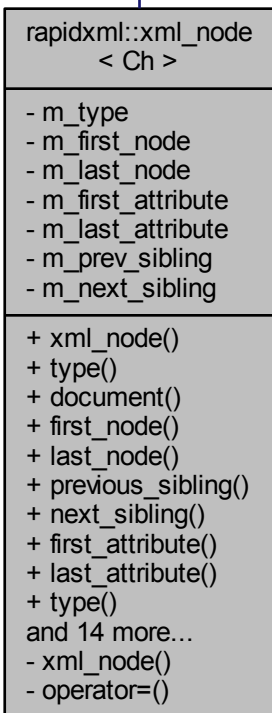 rapidxml::xml_node
< Ch >
- m_type
- m_first_node
- m_last_node
- m_first_attribute
- m_last_attribute
- m_prev_sibling
- m_next_sibling
+ xml_node()
+ type()
+ document()
+ first_node()
+ last_node()
+ previous_sibling()
+ next_sibling()
+ first_attribute()
+ last_attribute()
+ type()
and 14 more...
- xml_node()
- operator=()